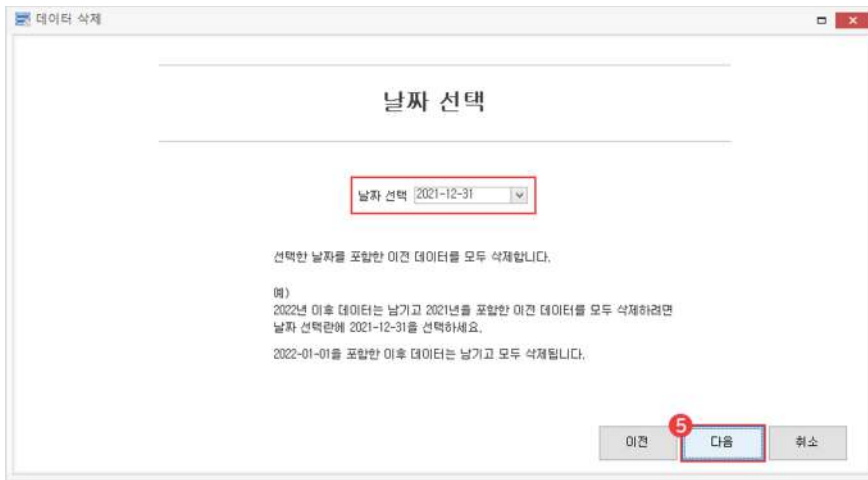 데이터 삭제
날짜 선택
날짜 선택 2021-12-31
선택한 날짜를 포함한 이전 데이터를 모두 삭제합니다.
예)
2022년 이후 데이터는 남기고 2021년을 포함한 이전 데이터를 모두 삭제하려면
날짜 선택란에 2021-12-31을 선택하세요.
2022-01-01을 포함한 이후 데이터는 남기고 모두 삭제됩니다.
5
이전 다음 취소